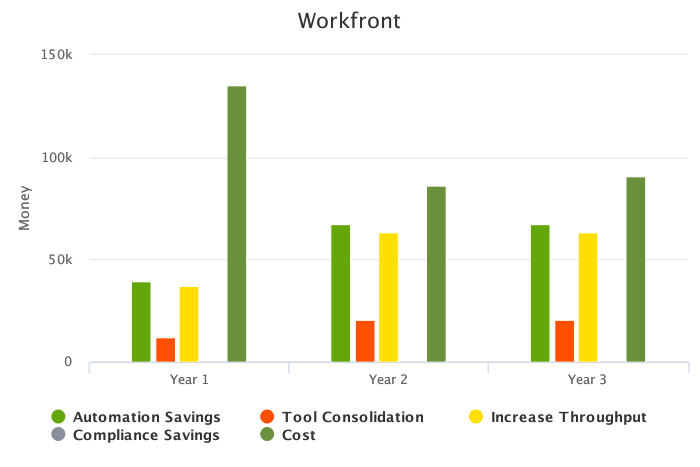 Workfront
150k
100k
50k
0
Money
Year 1 Year 2 Year 3
Automation Savings Tool Consolidation Increase Throughput
Compliance Savings Cost